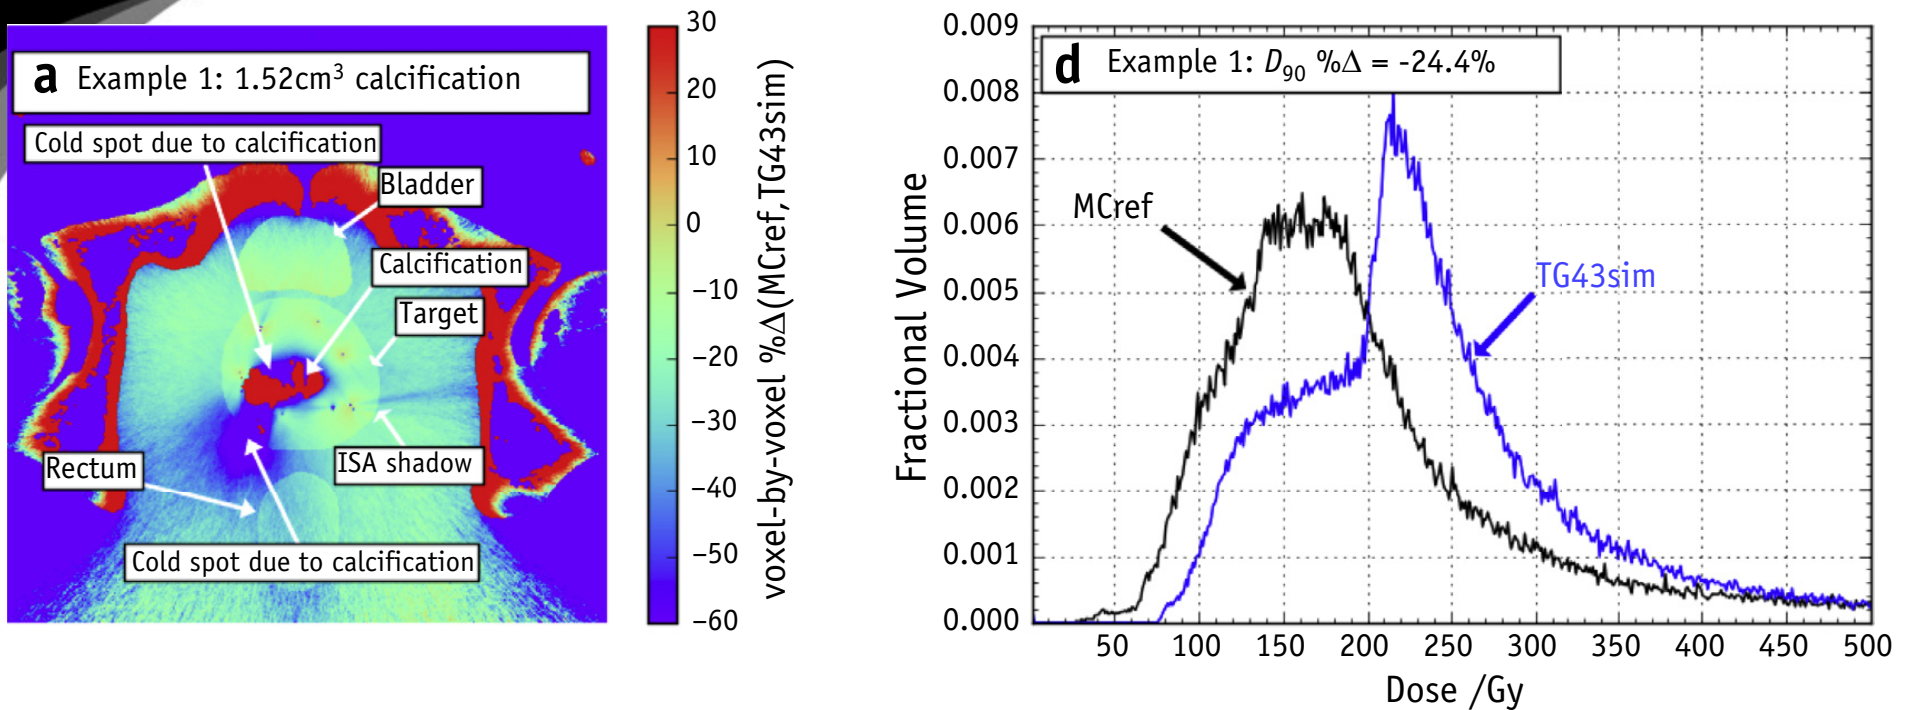 a Example 1: 1.52cm³ calcification
Cold spot due to calcification
Bladder
Calcification
Target
ISA shadow
Rectum
Cold spot due to calcification
30
20
10
0
−10
−20
−30
−40
−50
−60
voxel-by-voxel %Δ(MCref,TG43sim)
d Example 1: D₉₀ %Δ = -24.4%
MCref
TG43sim
Fractional Volume
0.009
0.008
0.007
0.006
0.005
0.004
0.003
0.002
0.001
0.000
50 100 150 200 250 300 350 400 450 500
Dose /Gy